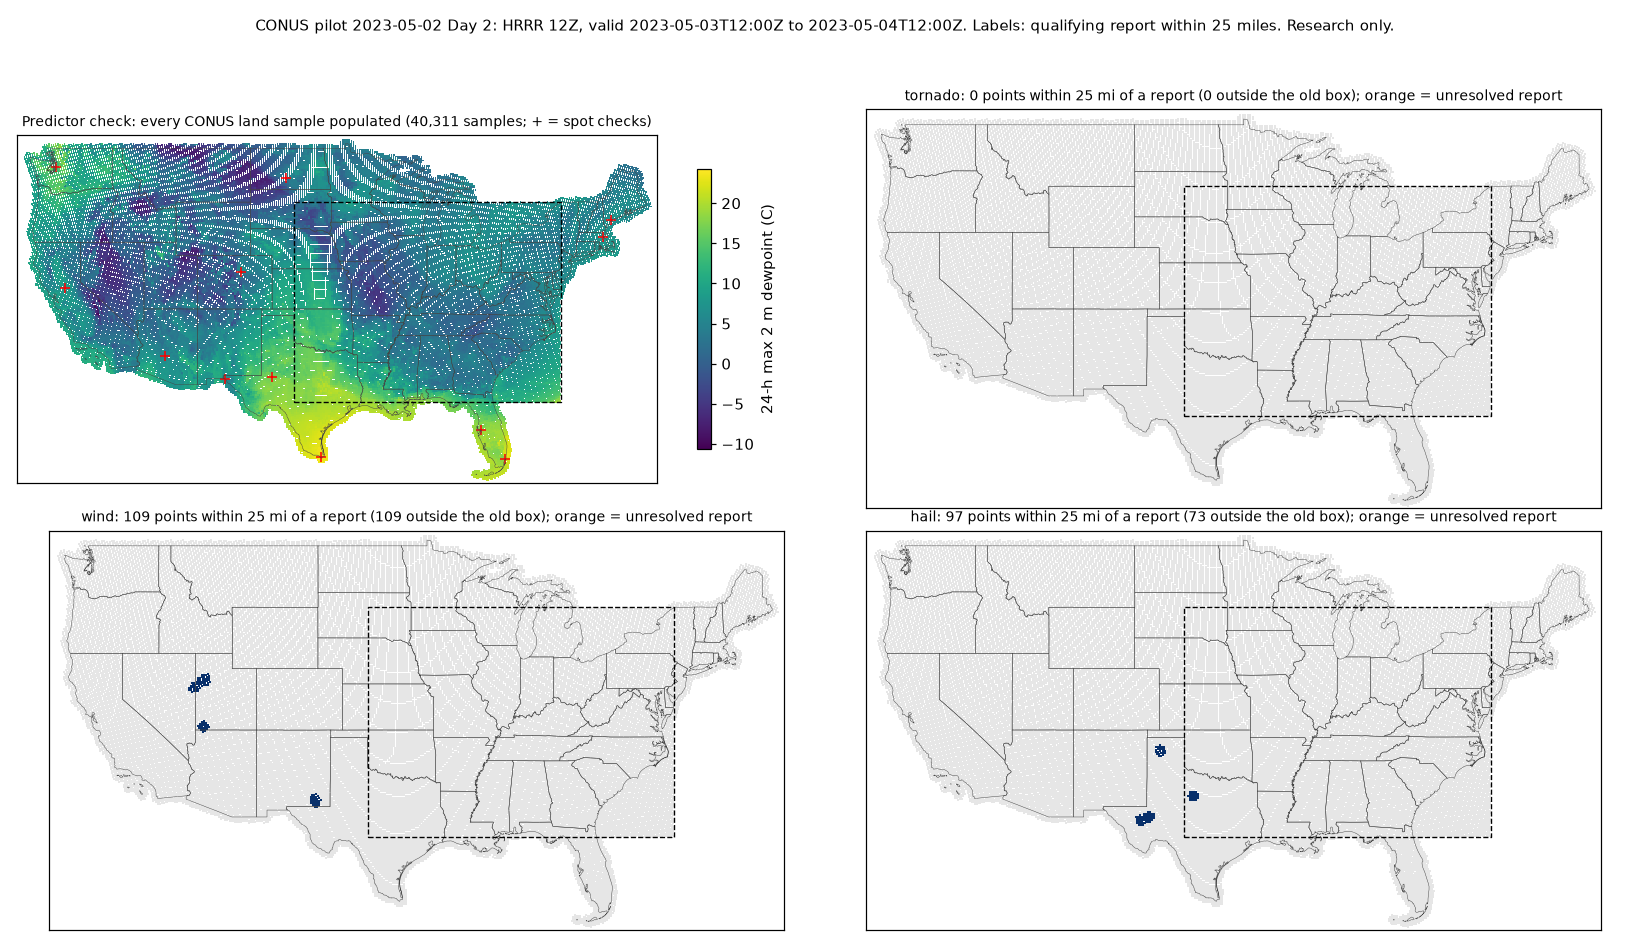 CONUS pilot 2023-05-02 Day 2: HRRR 12Z, valid 2023-05-03T12:00Z to 2023-05-04T12:00Z. Labels: qualifying report within 25 miles. Research only.
Predictor check: every CONUS land sample populated (40,311 samples; + = spot checks)
20
15
10
5
0
−5
−10
24-h max 2 m dewpoint (C)
tornado: 0 points within 25 mi of a report (0 outside the old box); orange = unresolved report
wind: 109 points within 25 mi of a report (109 outside the old box); orange = unresolved report
hail: 97 points within 25 mi of a report (73 outside the old box); orange = unresolved report